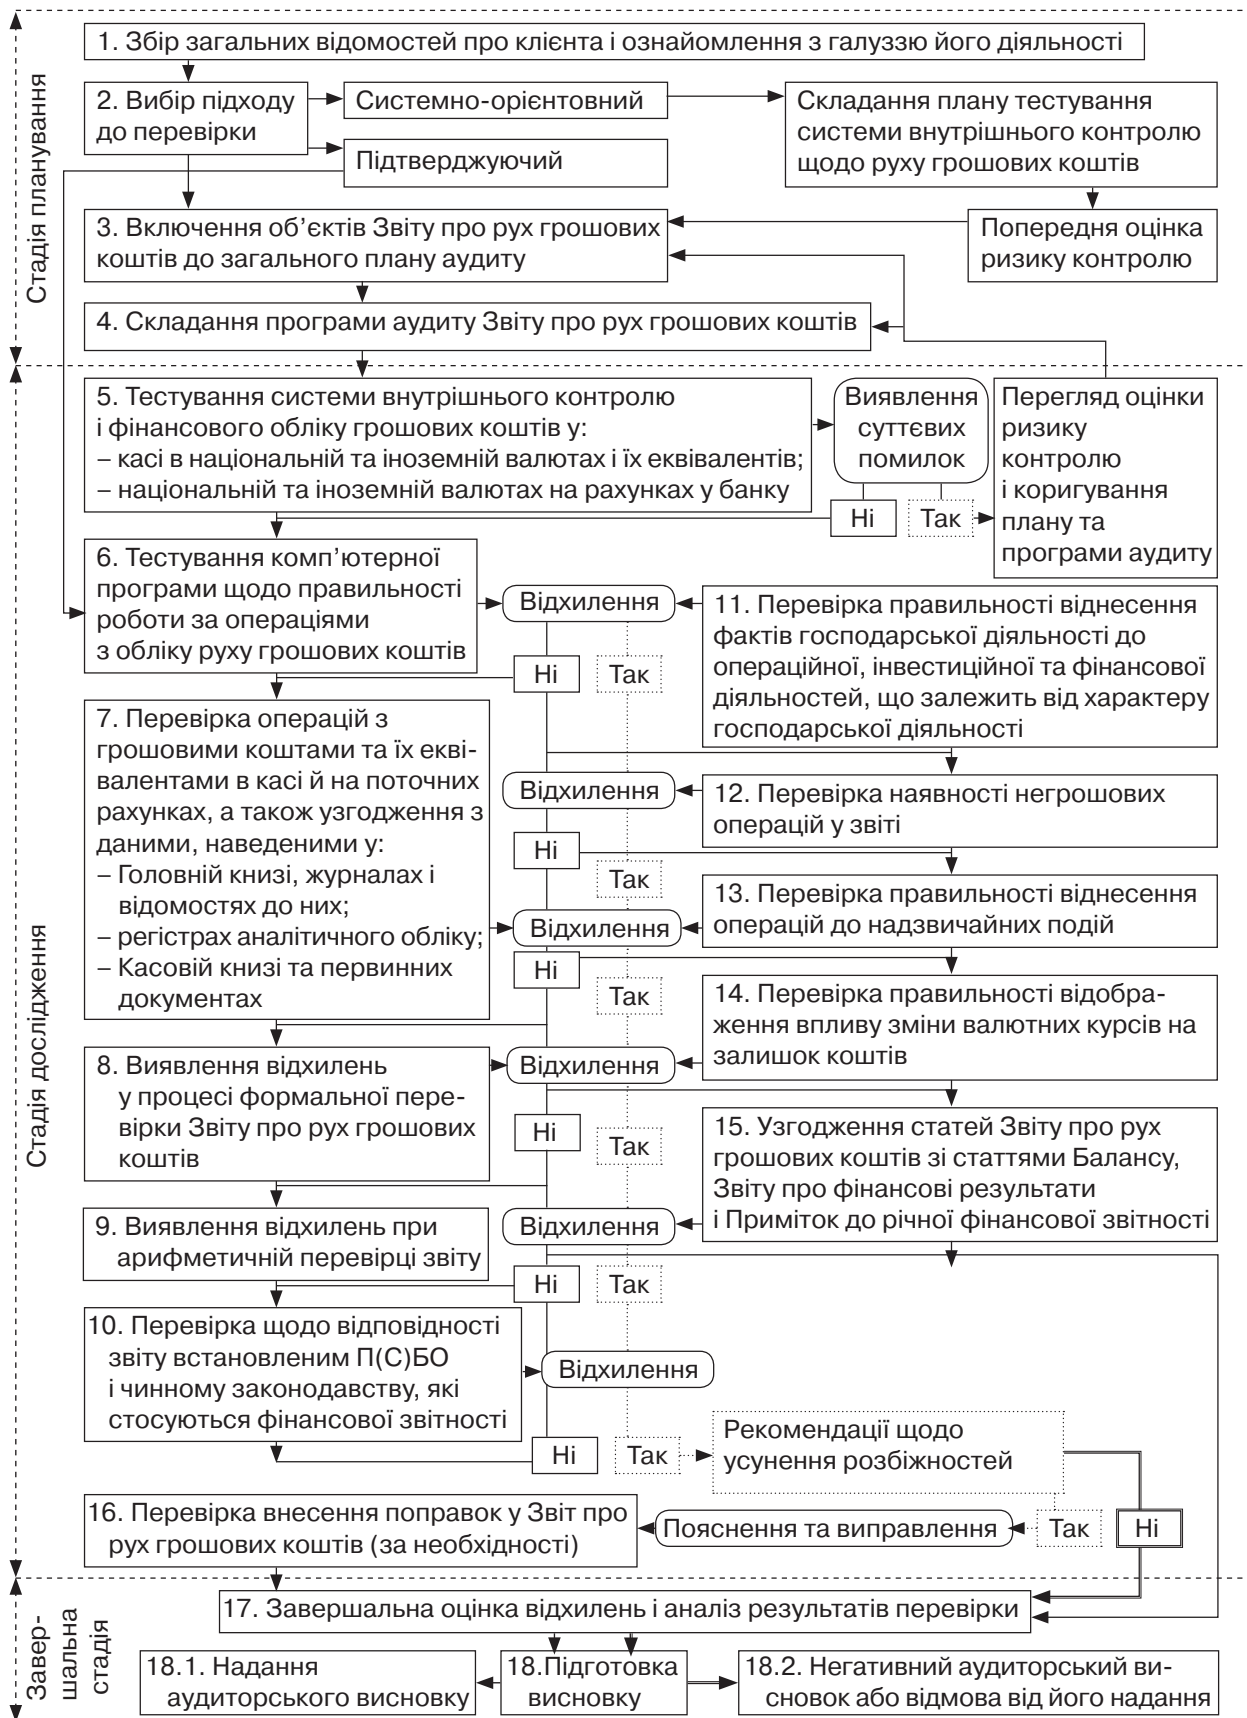 Стадія планування
1. Збір загальних відомостей про клієнта і ознайомлення з галуззю його діяльності
2. Вибір підходу
до перевірки
Системно-орієнтовний
Підтверджуючий
Складання плану тестування
системи внутрішнього контролю
щодо руху грошових коштів
3. Включення об’єктів Звіту про рух грошових
коштів до загального плану аудиту
Попередня оцінка
ризику контролю
4. Складання програми аудиту Звіту про рух грошових коштів
Стадія дослідження
5. Тестування системи внутрішнього контролю
і фінансового обліку грошових коштів у:
– касі в національній та іноземній валютах і їх еквівалентів;
– національній та іноземній валютах на рахунках у банку
Виявлення
суттєвих
помилок
Ні
Так
Перегляд оцінки
ризику
контролю
і коригування
плану та
програми аудиту
6. Тестування комп’ютерної
програми щодо правильності
роботи за операціями
з обліку руху грошових коштів
Відхилення
Ні
Так
11. Перевірка правильності віднесення
фактів господарської діяльності до
операційної, інвестиційної та фінансової
діяльностей, що залежить від характеру
господарської діяльності
7. Перевірка операцій з
грошовими коштами та їх екві-
валентами в касі й на поточних
рахунках, а також узгодження з
даними, наведеними у:
– Головній книзі, журналах і
відомостях до них;
– регістрах аналітичного обліку;
– Касовій книзі та первинних
документах
Відхилення
Ні
Так
12. Перевірка наявності негрошових
операцій у звіті
Відхилення
Ні
Так
13. Перевірка правильності віднесення
операцій до надзвичайних подій
14. Перевірка правильності відобра-
ження впливу зміни валютних курсів на
залишок коштів
8. Виявлення відхилень
у процесі формальної пере-
вірки Звіту про рух грошових
коштів
Відхилення
Ні
Так
15. Узгодження статей Звіту про рух
грошових коштів зі статтями Балансу,
Звіту про фінансові результати
і Приміток до річної фінансової звітності
9. Виявлення відхилень при
арифметичній перевірці звіту
Відхилення
Ні
Так
10. Перевірка щодо відповідності
звіту встановленим П(С)БО
і чинному законодавству, які
стосуються фінансової звітності
Відхилення
Ні
Так
Рекомендації щодо
усунення розбіжностей
16. Перевірка внесення поправок у Звіт про
рух грошових коштів (за необхідності)
Пояснення та виправлення
Так
Ні
Завер-
шальна
стадія
17. Завершальна оцінка відхилень і аналіз результатів перевірки
18.1. Надання
аудиторського висновку
18.Підготовка
висновку
18.2. Негативний аудиторський ви-
сновок або відмова від його надання